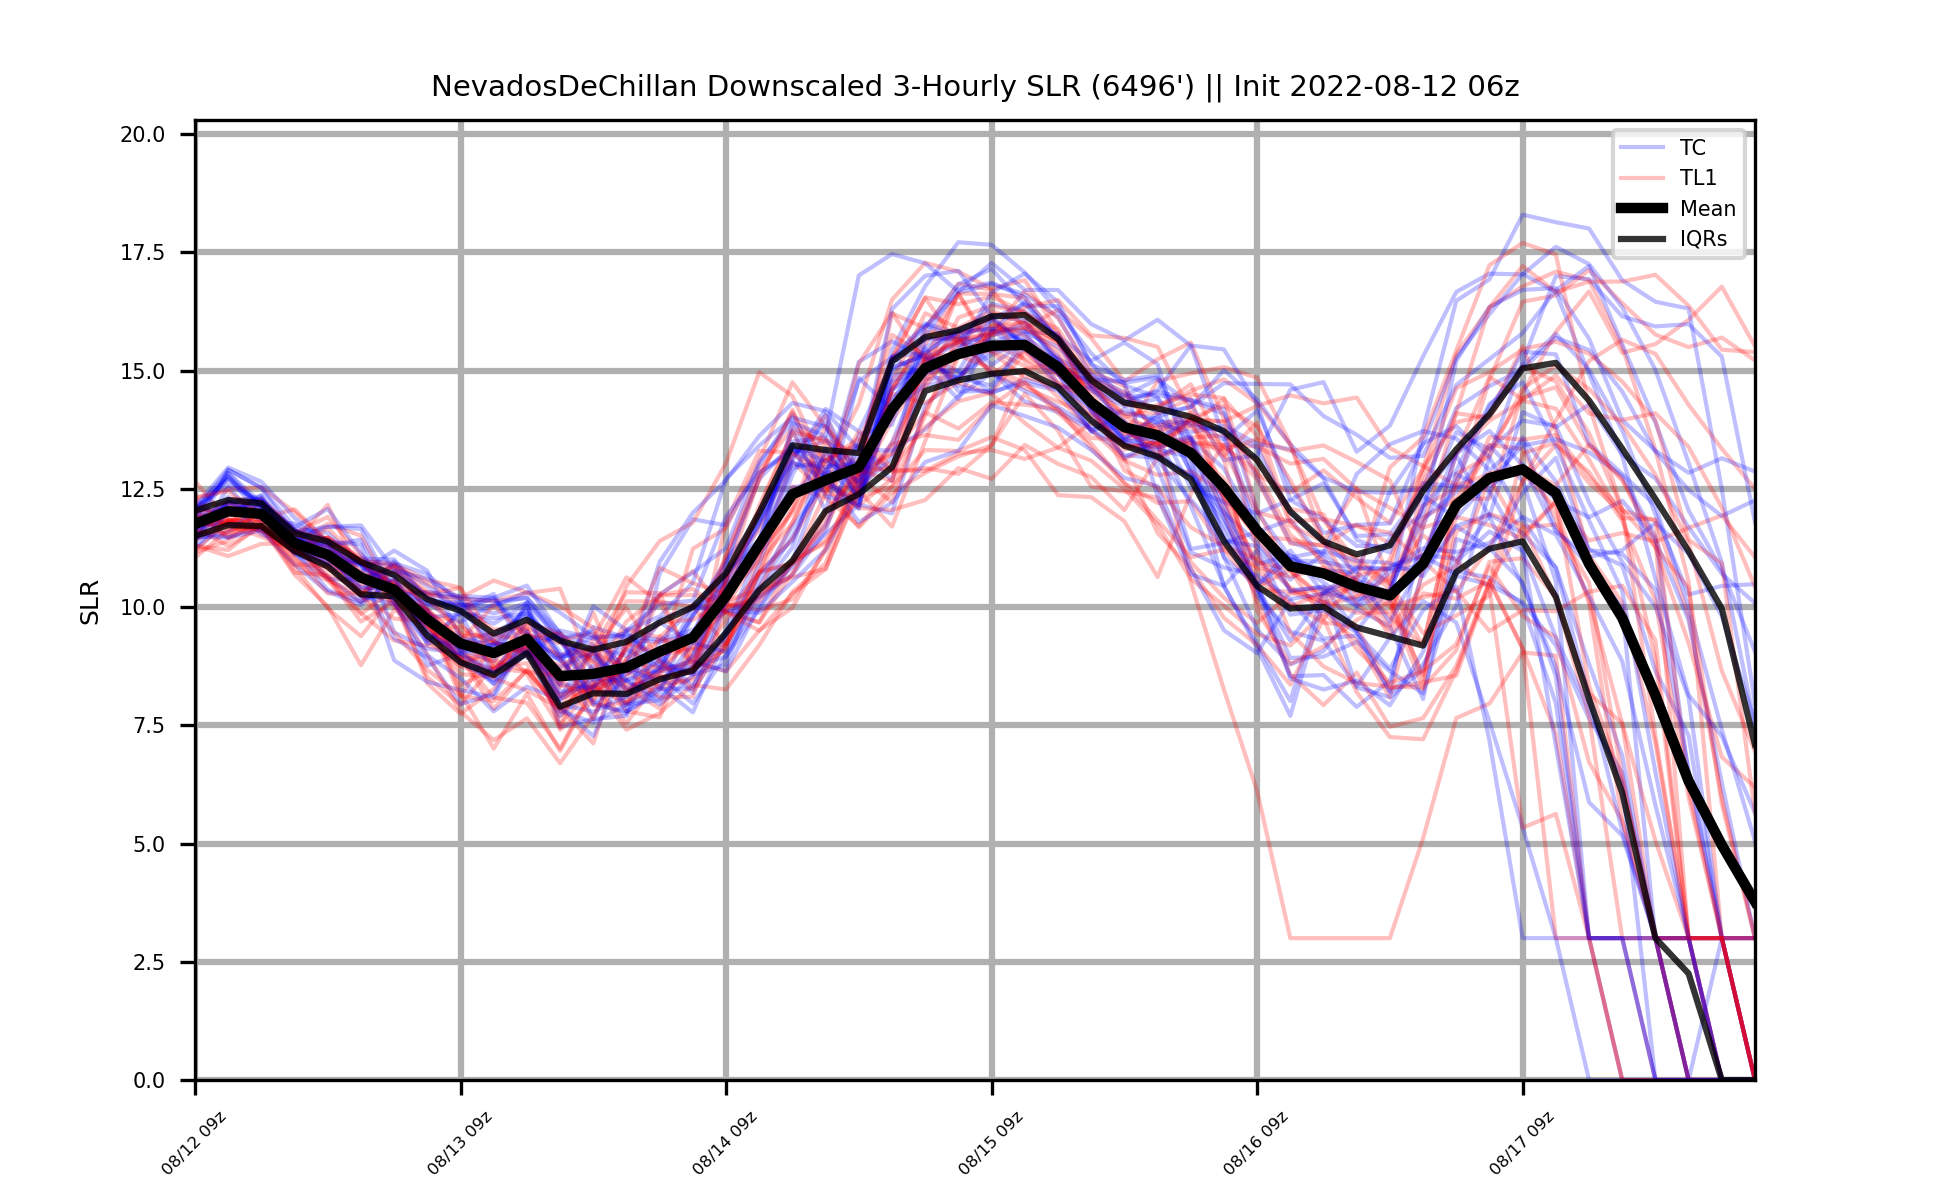 NevadosDeChillan Downscaled 3-Hourly SLR (6496') || Init 2022-08-12 06z
TC
TL1
Mean
IQRs
SLR
20.0
17.5
15.0
12.5
10.0
7.5
5.0
2.5
0.0
08/12 09z
08/13 09z
08/14 09z
08/15 09z
08/16 09z
08/17 09z